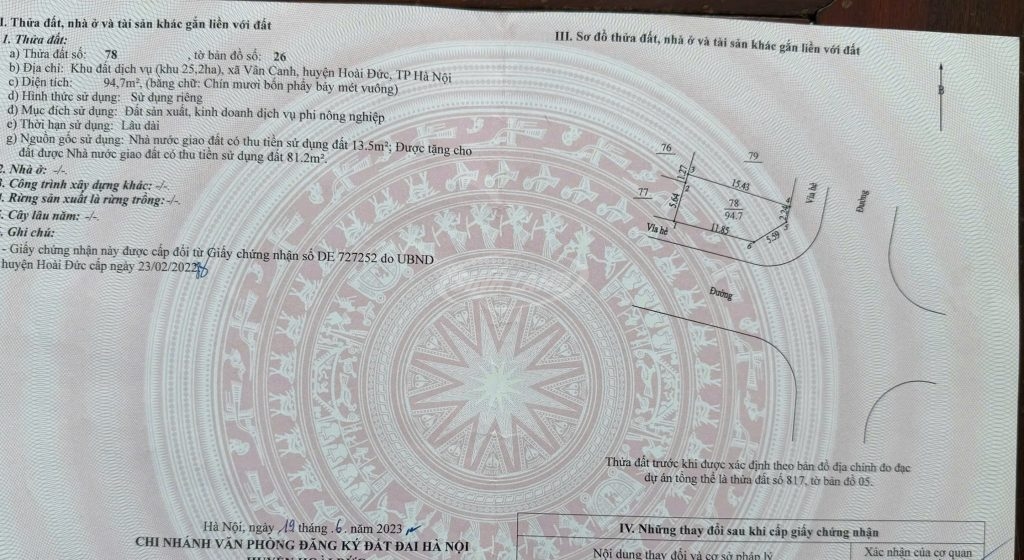 I. Thửa đất, nhà ở và tài sản khác gắn liền với đất
1. Thửa đất:
a) Thửa đất số: 78 , tờ bản đồ số: 26
b) Địa chỉ: Khu đất dịch vụ (khu 25,2ha), xã Vân Canh, huyện Hoài Đức, TP Hà Nội
c) Diện tích: 94,7m², (bằng chữ: Chín mươi bốn phẩy bảy mét vuông)
d) Hình thức sử dụng: Sử dụng riêng
đ) Mục đích sử dụng: Đất sản xuất, kinh doanh dịch vụ phi nông nghiệp
e) Thời hạn sử dụng: Lâu dài
g) Nguồn gốc sử dụng: Nhà nước giao đất có thu tiền sử dụng đất 13.5m²; Được tặng cho
đất được Nhà nước giao đất có thu tiền sử dụng đất 81.2m².
2. Nhà ở: -/-.
3. Công trình xây dựng khác: -/-.
4. Rừng sản xuất là rừng trồng: -/-.
. Cây lâu năm: -/-.
. Ghi chú:
- Giấy chứng nhận này được cấp đổi từ Giấy chứng nhận số DE 727252 do UBND
huyện Hoài Đức cấp ngày 23/02/2022
Hà Nội, ngày 19 tháng .6. năm 2023
CHI NHÁNH VĂN PHÒNG ĐĂNG KÝ ĐẤT ĐAI HÀ NỘI
HUYỆN HOÀI ĐỨC
III. Sơ đồ thửa đất, nhà ở và tài sản khác gắn liền với đất
B
76
79
77
1.27
3
2
15.43
5.64
78
94.7
4
2.24
5
5.59
6
11.85
1
Vỉa hè
Vỉa hè
Đường
Đường
Thửa đất trước khi được xác định theo bản đồ địa chính đo đạc
dự án tổng thể là thửa đất số 817, tờ bản đồ 05.
IV. Những thay đổi sau khi cấp giấy chứng nhận
Nội dung thay đổi và cơ sở pháp lý
Xác nhận của cơ quan